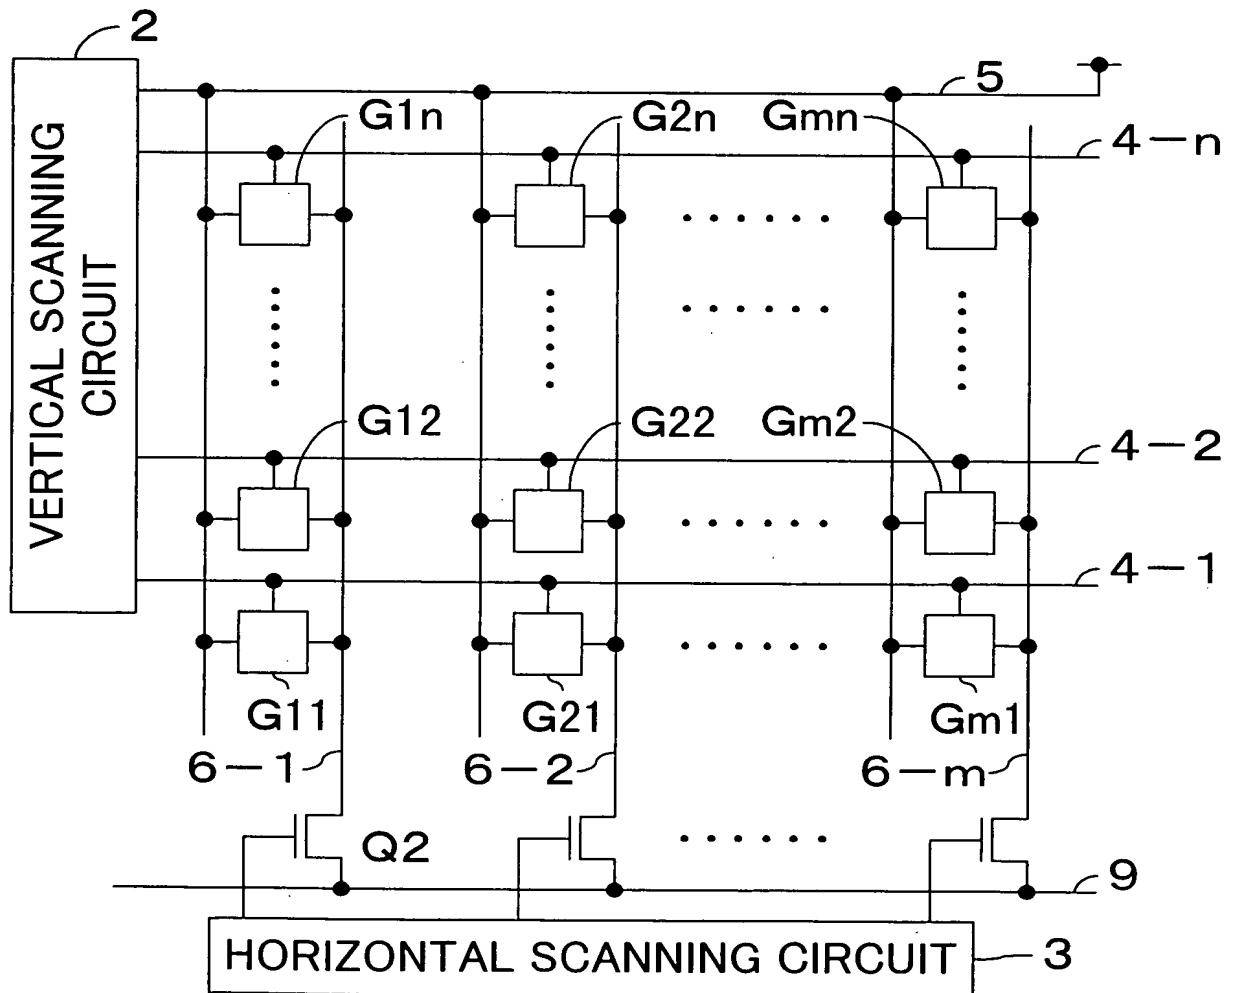 2
5
G1n
G2n
Gmn
4-n
VERTICAL SCANNING
CIRCUIT
G12
G22
Gm2
4-2
4-1
G11
G21
Gm1
6-1
6-2
6-m
Q2
9
HORIZONTAL SCANNING CIRCUIT
3